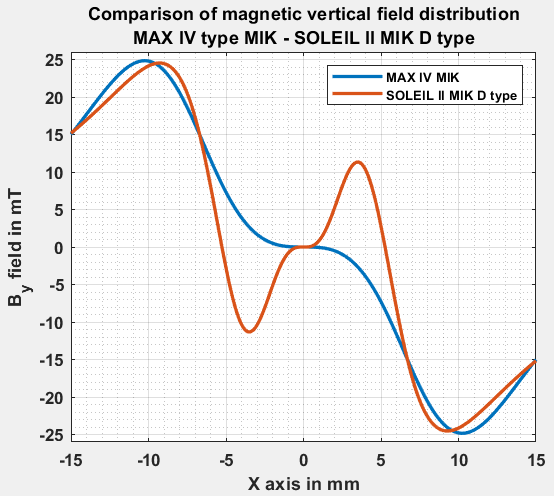 Comparison of magnetic vertical field distribution
MAX IV type MIK - SOLEIL II MIK D type
MAX IV MIK
SOLEIL II MIK D type
25
20
15
10
5
0
-5
-10
-15
-20
-25
By field in mT
-15 -10 -5 0 5 10 15
X axis in mm